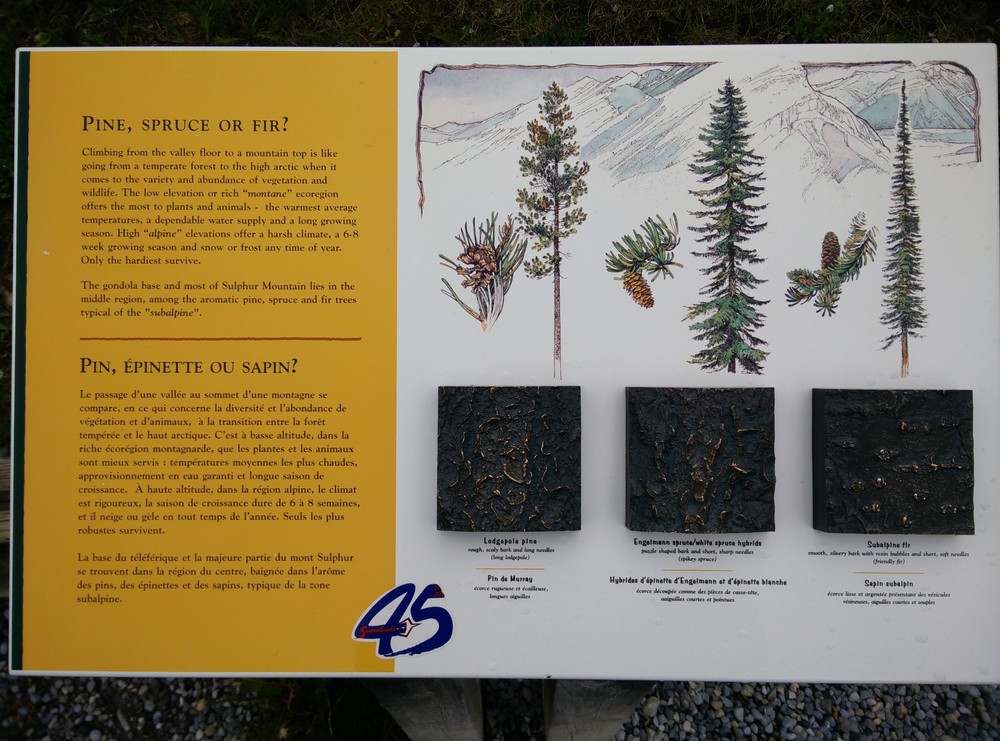 PINE, SPRUCE OR FIR?
Climbing from the valley floor to a mountain top is like
going from a temperate forest to the high arctic when it
comes to the variety and abundance of vegetation and
wildlife. The low elevation or rich "montane" ecoregion
offers the most to plants and animals - the warmest average
temperatures, a dependable water supply and a long growing
season. High "alpine" elevations offer a harsh climate, a 6-8
week growing season and snow or frost any time of year.
Only the hardiest survive.
The gondola base and most of Sulphur Mountain lies in the
middle region, among the aromatic pine, spruce and fir trees
typical of the "subalpine".
PIN, ÉPINETTE OU SAPIN?
Le passage d'une vallée au sommet d'une montagne se
compare, en ce qui concerne la diversité et l'abondance de
végétation et d'animaux, à la transition entre la forêt
tempérée et le haut arctique. C'est à basse altitude, dans la
riche écorégion montagnarde, que les plantes et les animaux
sont mieux servis : températures moyennes les plus chaudes,
approvisionnement en eau garanti et longue saison de
croissance. À haute altitude, dans la région alpine, le climat
est rigoureux, la saison de croissance dure de 6 à 8 semaines,
et il neige ou gèle en tout temps de l'année. Seuls les plus
robustes survivent.
La base du téléférique et la majeure partie du mont Sulphur
se trouvent dans la région du centre, baignée dans l'arôme
des pins, des épinettes et des sapins, typique de la zone
subalpine.
45
Lodgepole pine
rough, scaly bark and long needles
(long lodgepole)
Pin de Murray
écorce rugueuse et écailleuse,
longues aiguilles
Engelmann spruce/white spruce hybrids
puzzle shaped bark and short, sharp needles
(spikey spruce)
Hybrides d'épinette d'Engelmann et d'épinette blanche
écorce découpée comme des pièces de casse-tête,
aiguilles courtes et pointues
Subalpine fir
smooth, silvery bark with resin bubbles and short, soft needles
(friendly fir)
Sapin subalpin
écorce lisse et argentée présentant des vésicules
résineuses, aiguilles courtes et souples